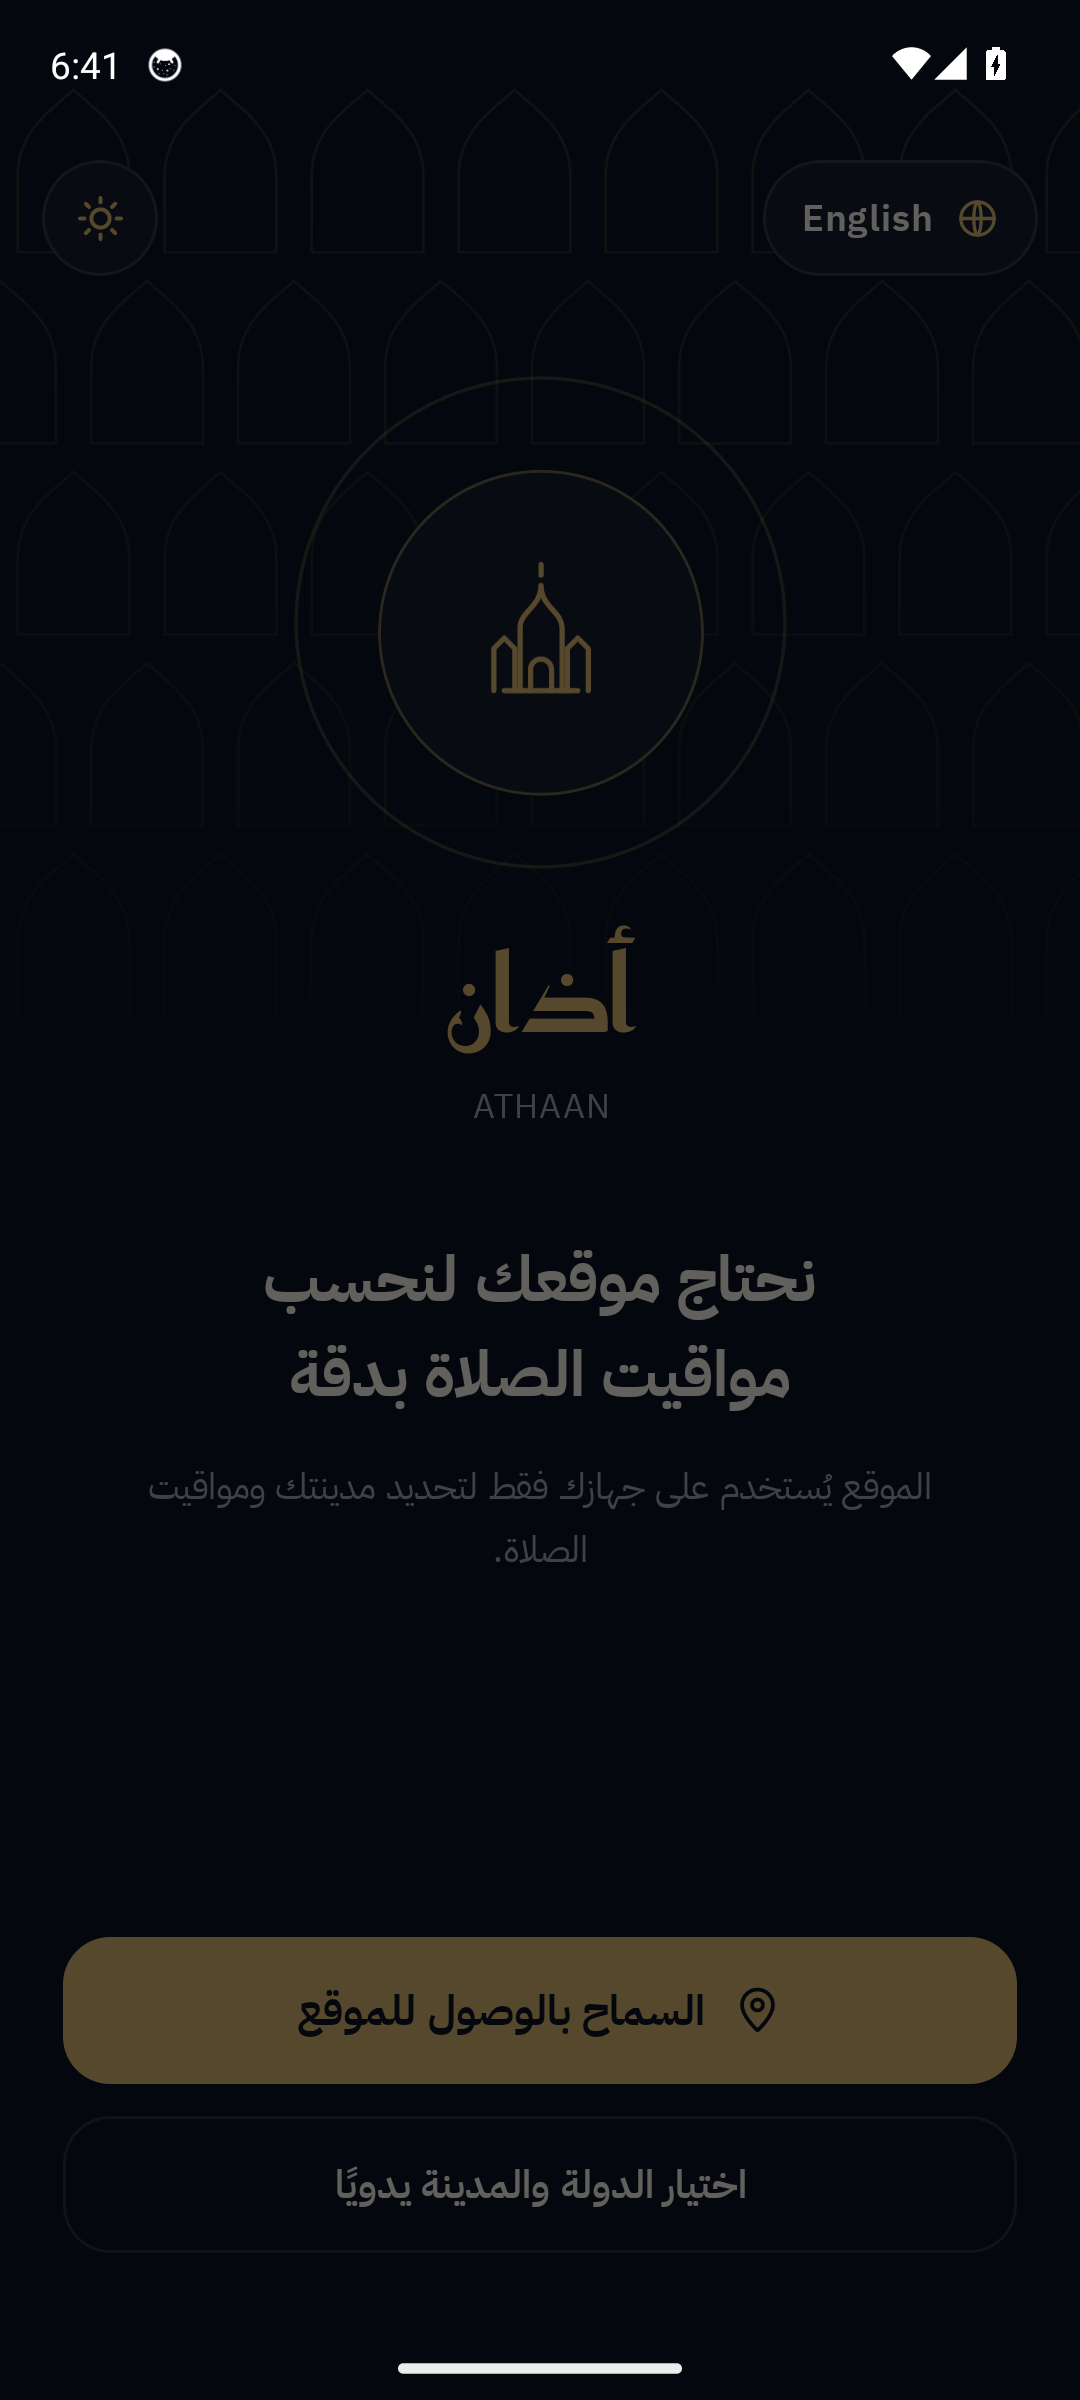 6:41
English
أذان
ATHAAN
نحتاج موقعك لنحسب
مواقيت الصلاة بدقة
الموقع يُستخدم على جهازك فقط لتحديد مدينتك ومواقيت
الصلاة.
السماح بالوصول للموقع
اختيار الدولة والمدينة يدويًا